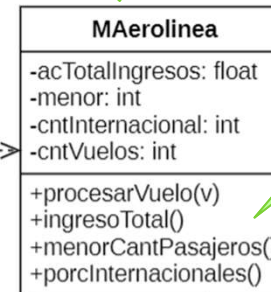 MAerolinea
-acTotalIngresos: float
-menor: int
-cntInternacional: int
-cntVuelos: int
+procesarVuelo(v)
+ingresoTotal()
+menorCantPasajeros(
+porcInternacionales()